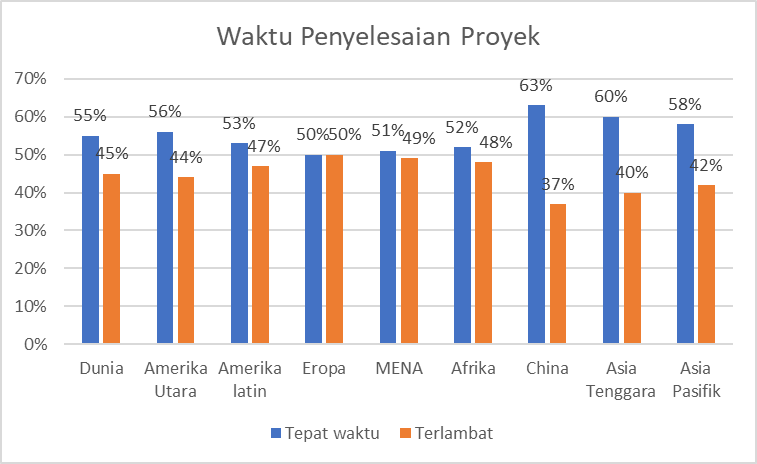 Waktu Penyelesaian Proyek
70%
60%
50%
40%
30%
20%
10%
0%
55% 45%
56% 44%
53% 47%
50% 50%
51% 49%
52% 48%
63% 37%
60% 40%
58% 42%
Dunia
Amerika
Utara
Amerika
latin
Eropa
MENA
Afrika
China
Asia
Tenggara
Asia
Pasifik
Tepat waktu
Terlambat